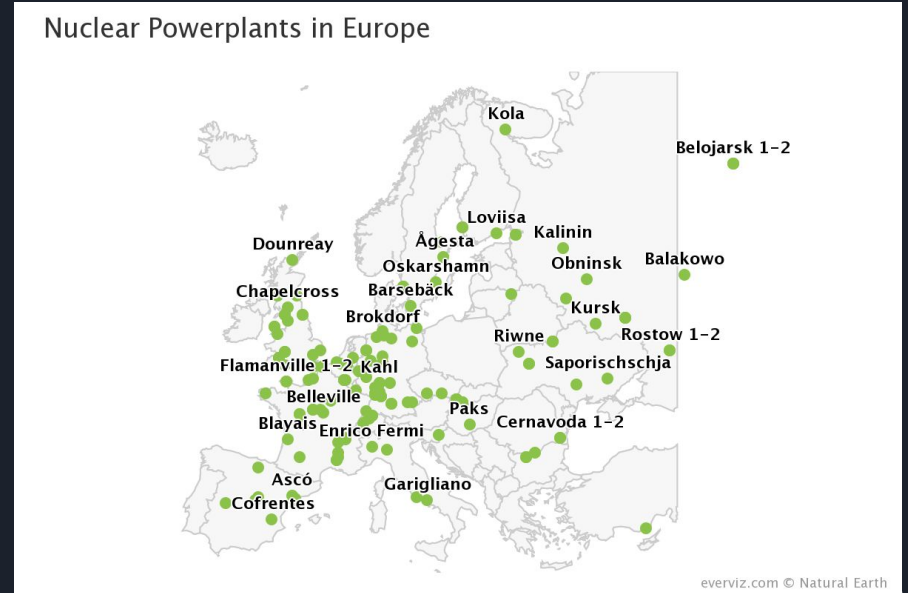 Nuclear Powerplants in Europe
Kola
Belojarsk 1-2
Loviisa
Kalinin
Ågesta
Dounreay
Obninsk
Balakowo
Oskarshamn
Chapelcross
Barsebäck
Kursk
Brokdorf
Riwne
Rostow 1-2
Saporischschja
Flamanville 1-2
Kahl
Belleville
Paks
Blayais
Enrico Fermi
Cernavoda 1-2
Ascó
Garigliano
Cofrentes
everviz.com © Natural Earth